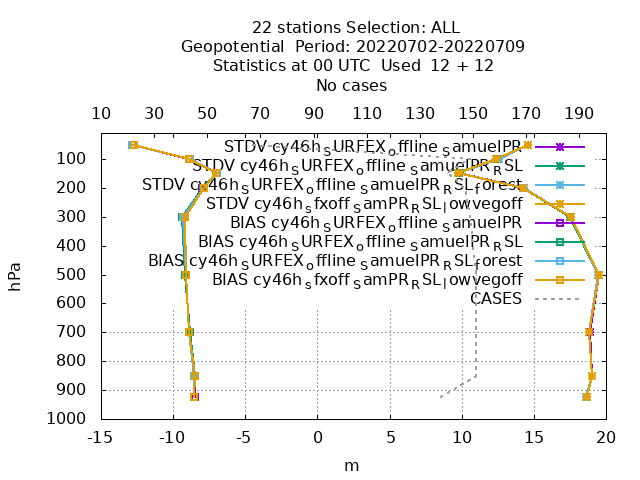 22 stations Selection: ALL
Geopotential  Period: 20220702-20220709
Statistics at 00 UTC  Used  12 + 12
No cases
10 30 50 70 90 110 130 150 170 190
STDV cy46h_SURFEX_offline_SamuelPR
100 STDV cy46h_SURFEX_offline_SamuelPR_RSL
200 STDV cy46h_SURFEX_offline_SamuelPR_RSL_forest
STDV cy46h_sfxoff_SamPR_RSL_lowvegoff
300 BIAS cy46h_SURFEX_offline_SamuelPR
400 BIAS cy46h_SURFEX_offline_SamuelPR_RSL
BIAS cy46h_SURFEX_offline_SamuelPR_RSL_forest
500 BIAS cy46h_sfxoff_SamPR_RSL_lowvegoff
600 CASES
hPa
700
800
900
1000
-15 -10 -5 0 5 10 15 20
m